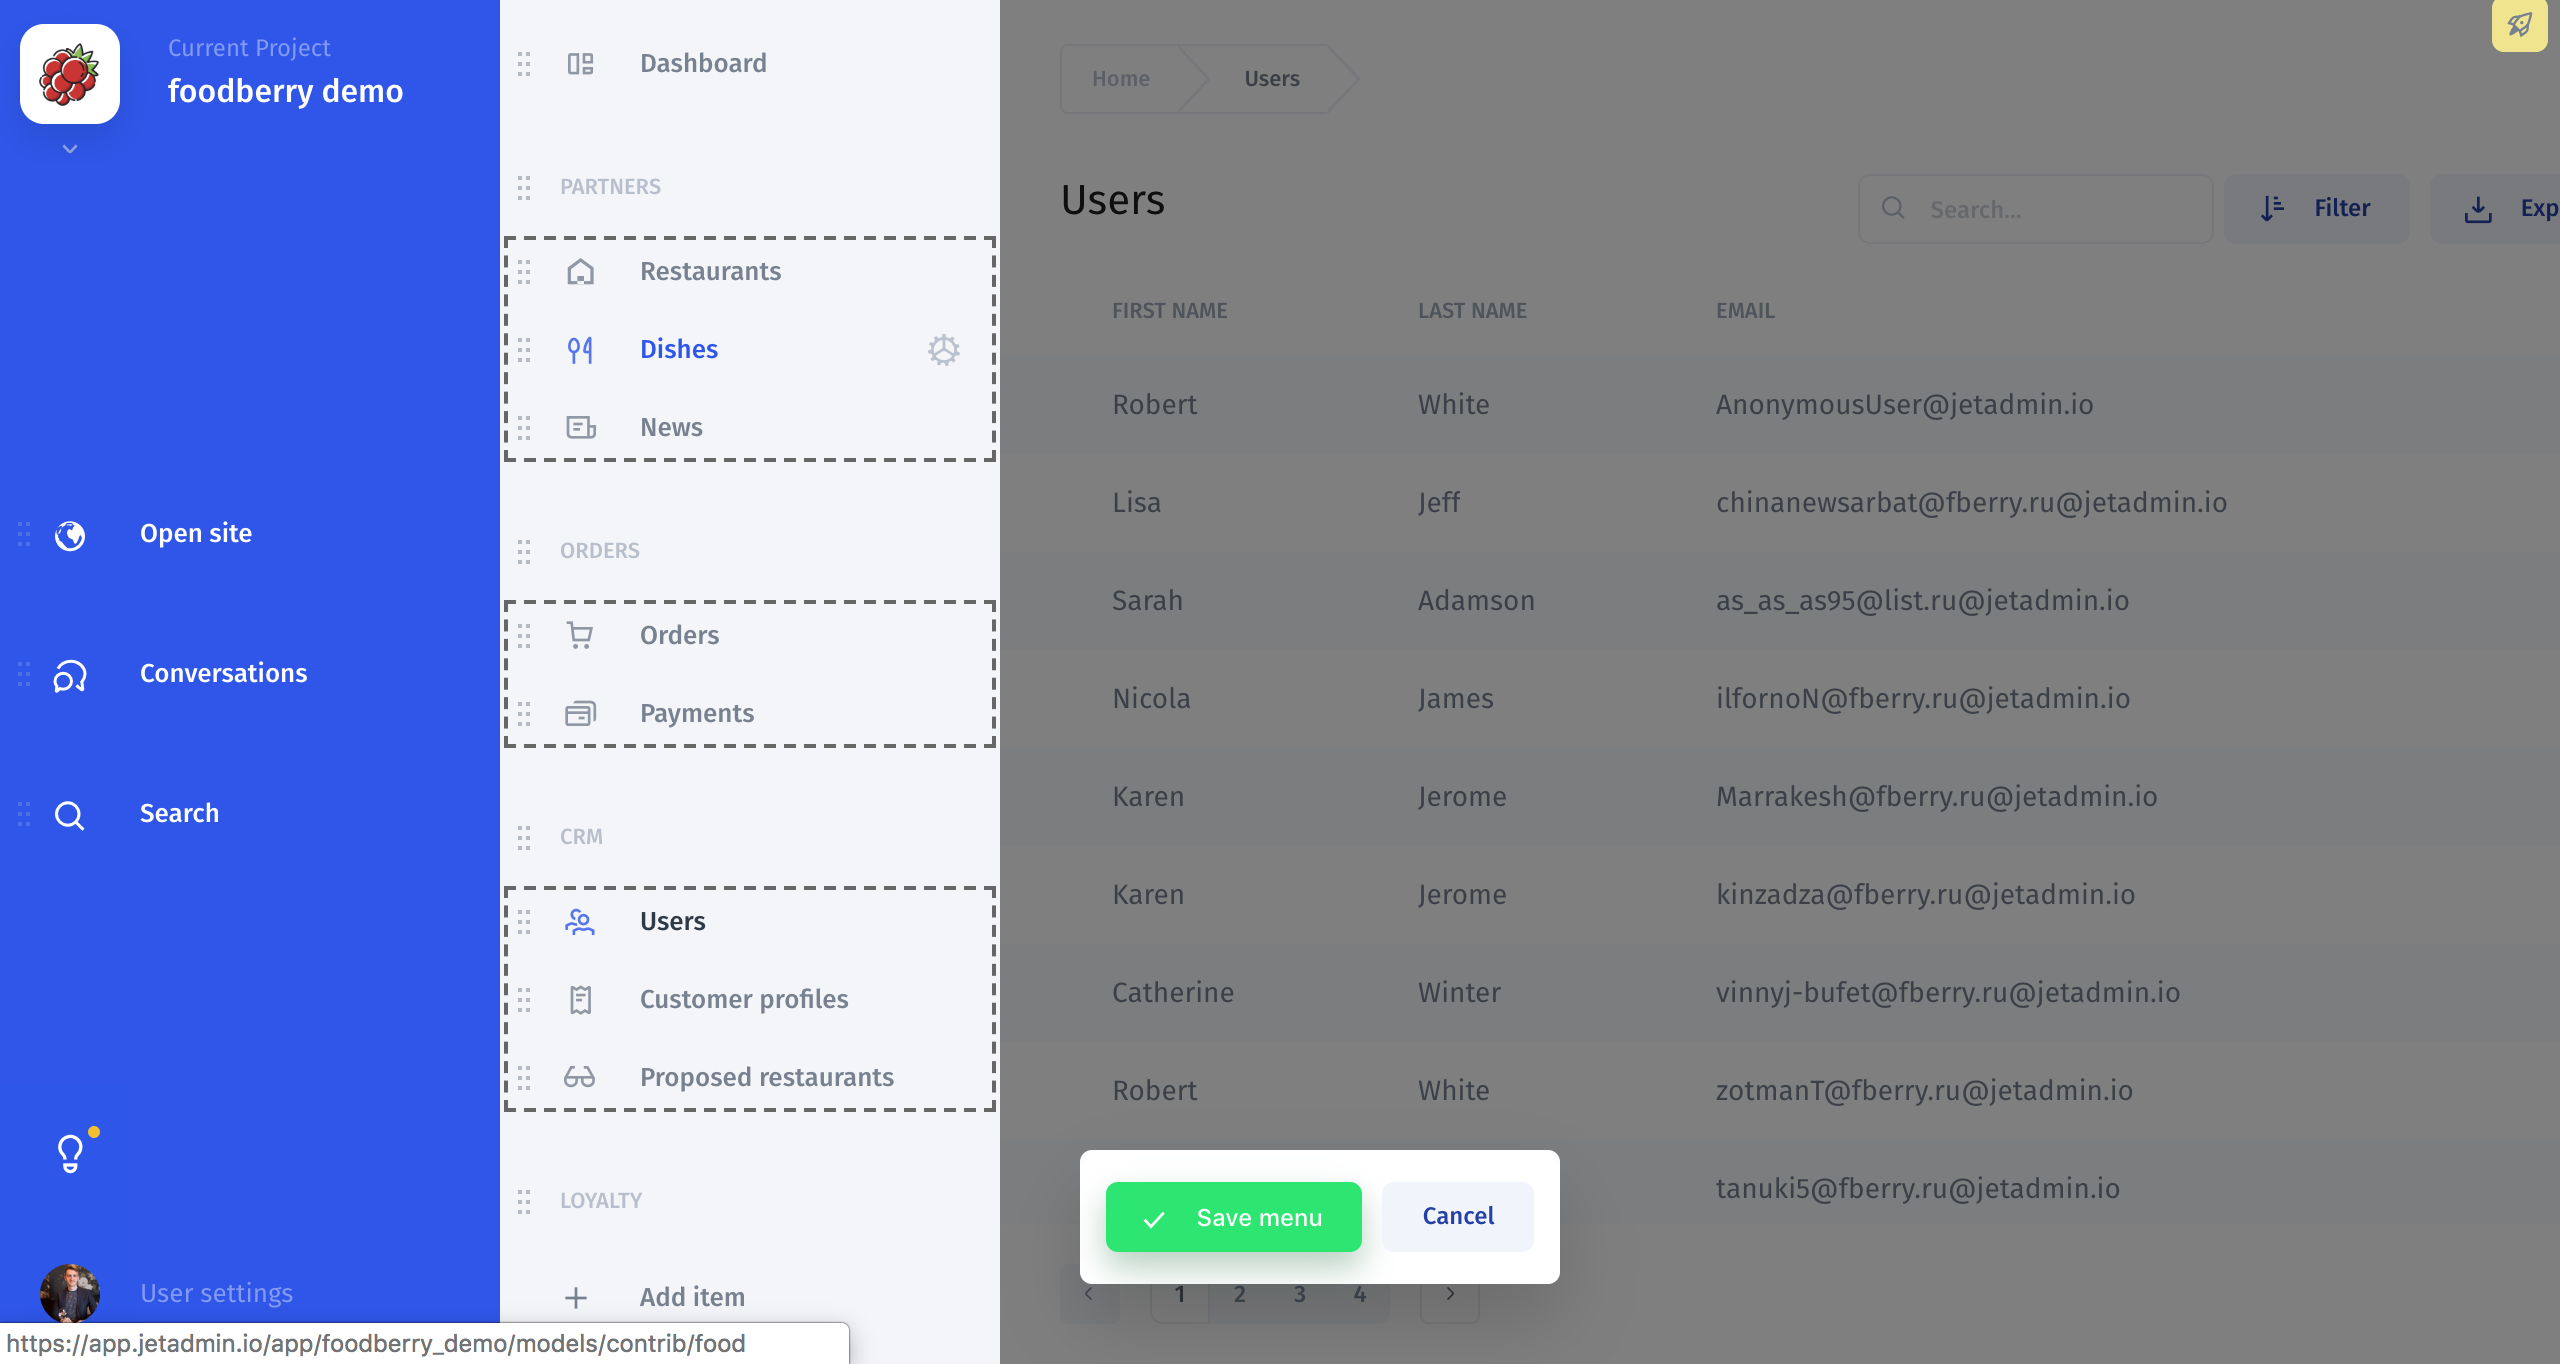 Current Project
foodberry demo
Open site
Conversations
Search
User settings
https://app.jetadmin.io/app/foodberry_demo/models/contrib/food
Dashboard
PARTNERS
Restaurants
Dishes
News
ORDERS
Orders
Payments
CRM
Users
Customer profiles
Proposed restaurants
LOYALTY
Add item
Home
Users
Users
Search...
Filter
Exp
FIRST NAME LAST NAME EMAIL
Robert White AnonymousUser@jetadmin.io
Lisa Jeff chinanewsarbat@fberry.ru@jetadmin.io
Sarah Adamson as_as_as95@list.ru@jetadmin.io
Nicola James ilfornoN@fberry.ru@jetadmin.io
Karen Jerome Marrakesh@fberry.ru@jetadmin.io
Karen Jerome kinzadza@fberry.ru@jetadmin.io
Catherine Winter vinnyj-bufet@fberry.ru@jetadmin.io
Robert White zotmanT@fberry.ru@jetadmin.io
tanuki5@fberry.ru@jetadmin.io
Save menu
Cancel
1 2 3 4